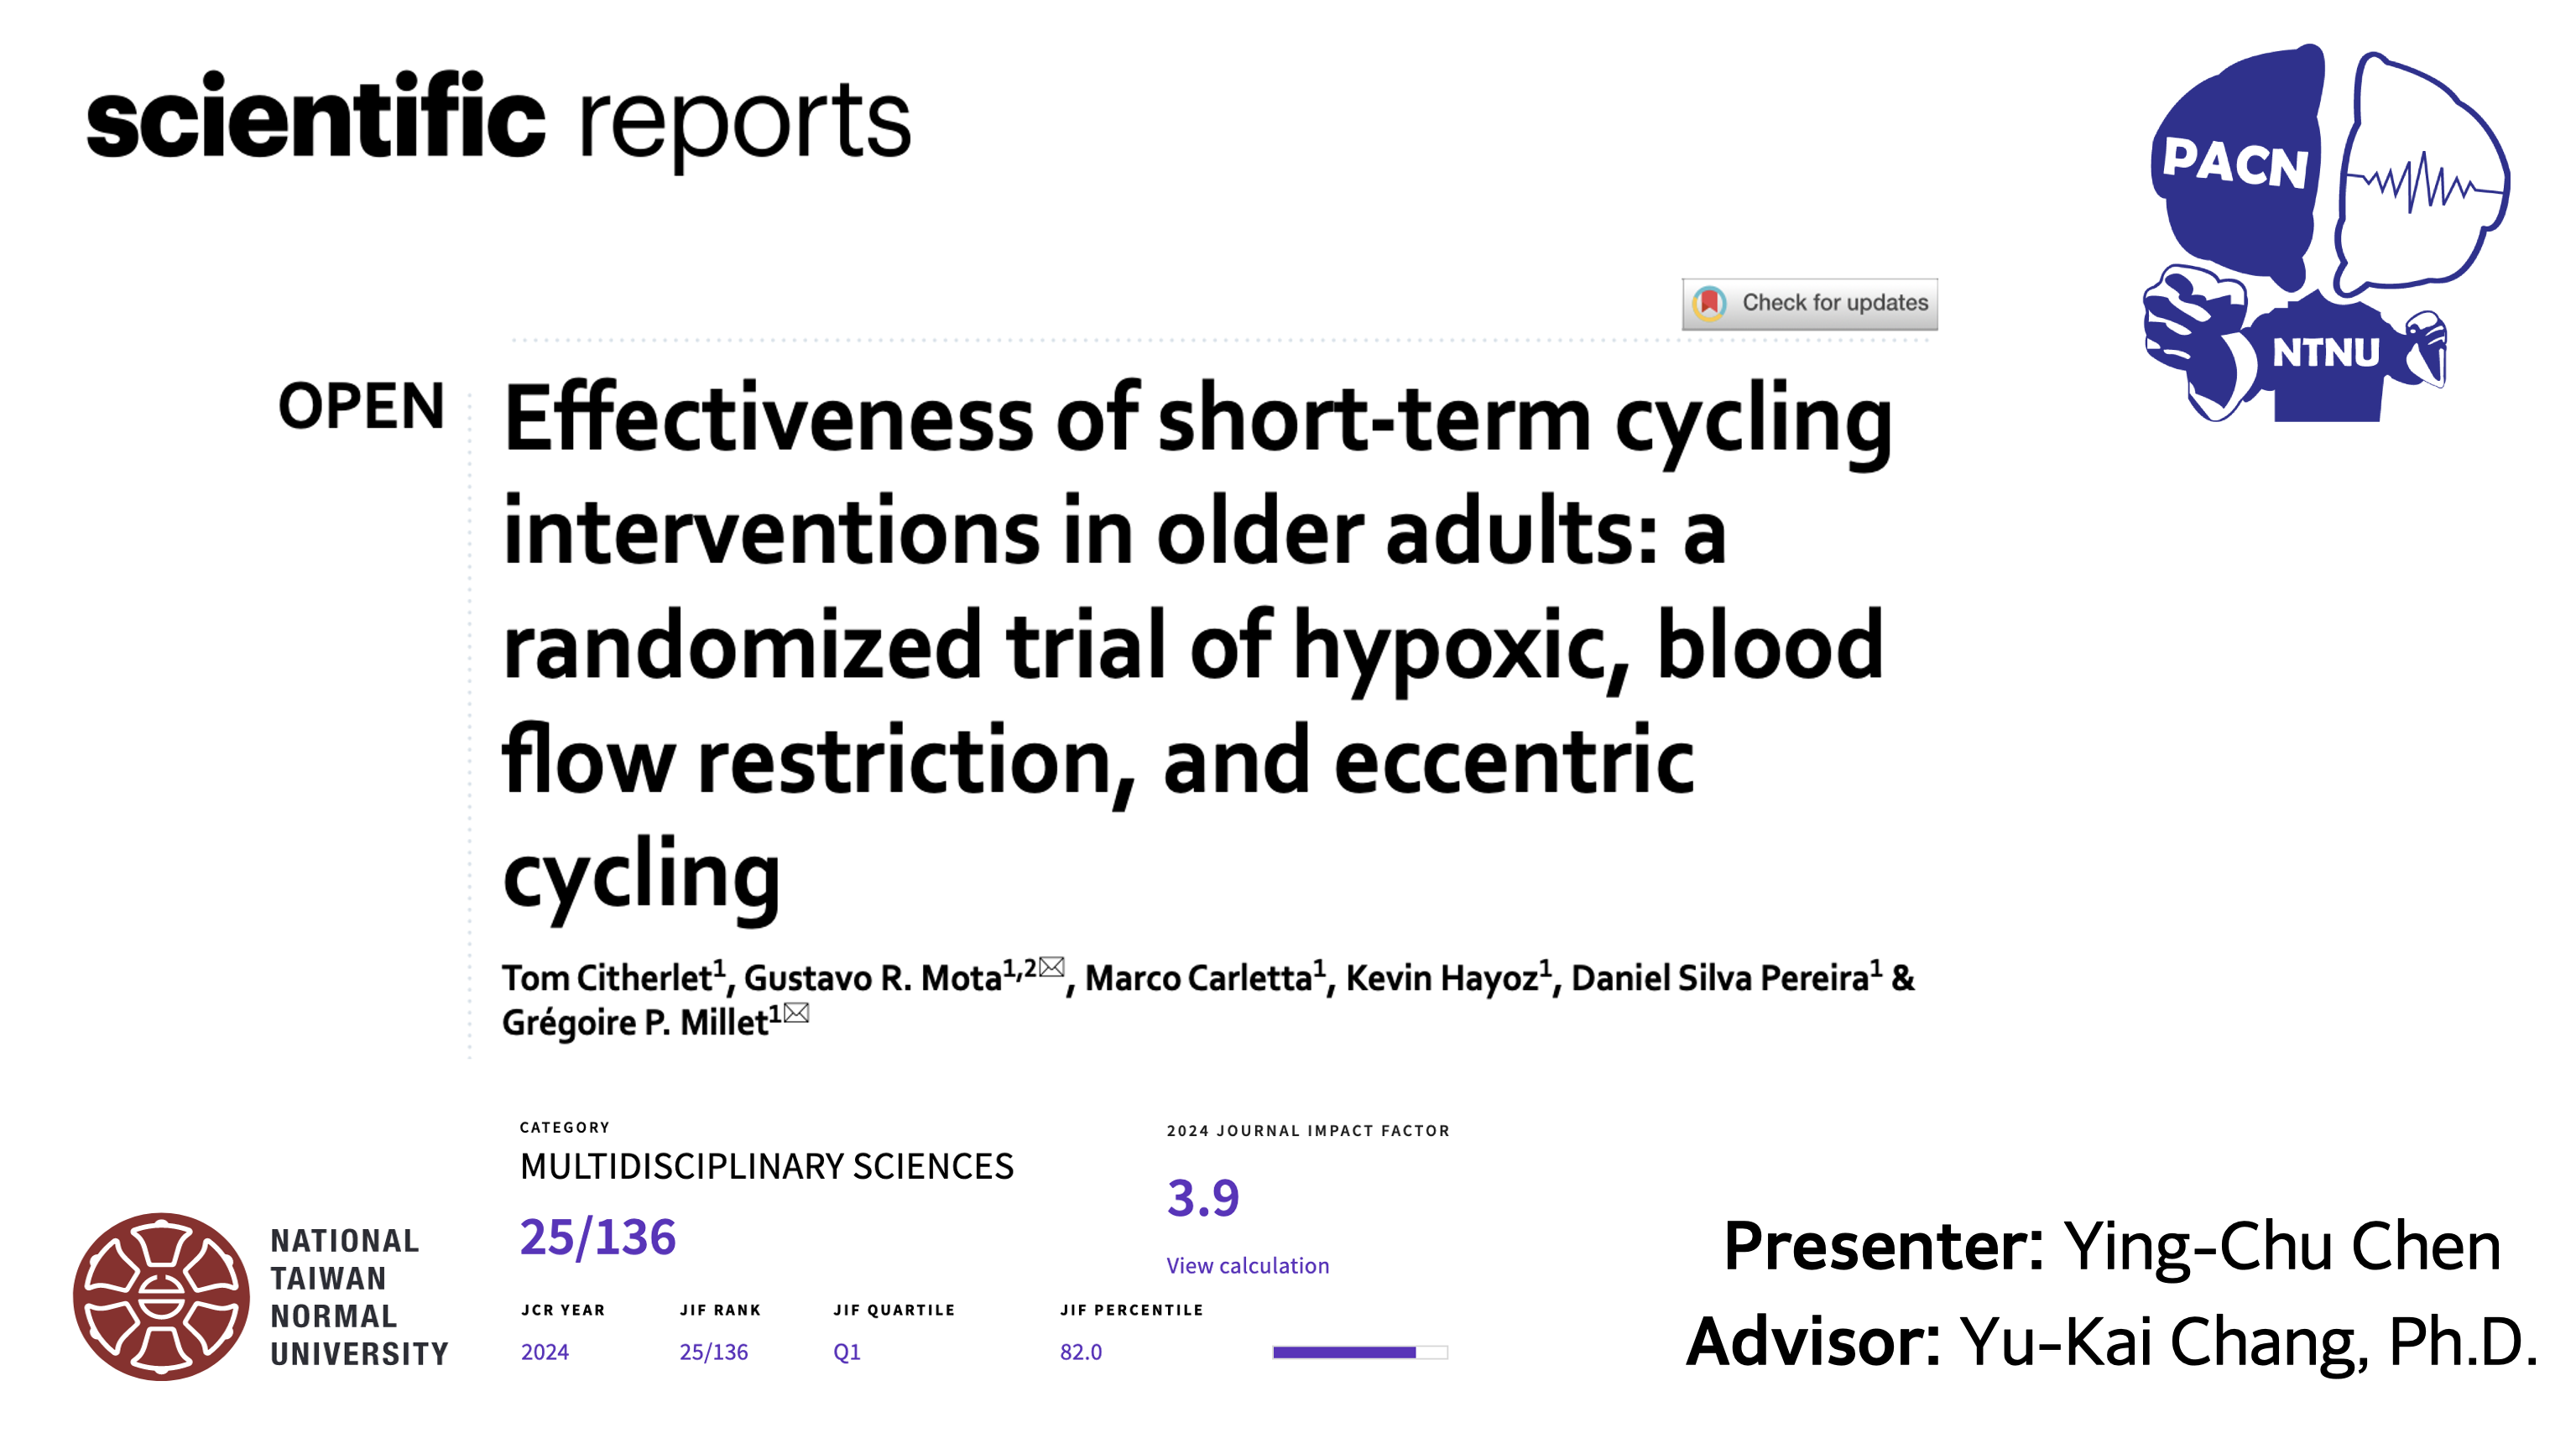 scientific reports
PACN
NTNU
Check for updates
OPEN
Effectiveness of short-term cycling
interventions in older adults: a
randomized trial of hypoxic, blood
flow restriction, and eccentric
cycling
Tom Citherlet1, Gustavo R. Mota1,2✉, Marco Carletta1, Kevin Hayoz1, Daniel Silva Pereira1 &
Grégoire P. Millet1✉
CATEGORY
MULTIDISCIPLINARY SCIENCES
25/136
2024 JOURNAL IMPACT FACTOR
3.9
View calculation
JCR YEAR JIF RANK JIF QUARTILE JIF PERCENTILE
2024 25/136 Q1 82.0
NATIONAL
TAIWAN
NORMAL
UNIVERSITY
Presenter: Ying-Chu Chen
Advisor: Yu-Kai Chang, Ph.D.